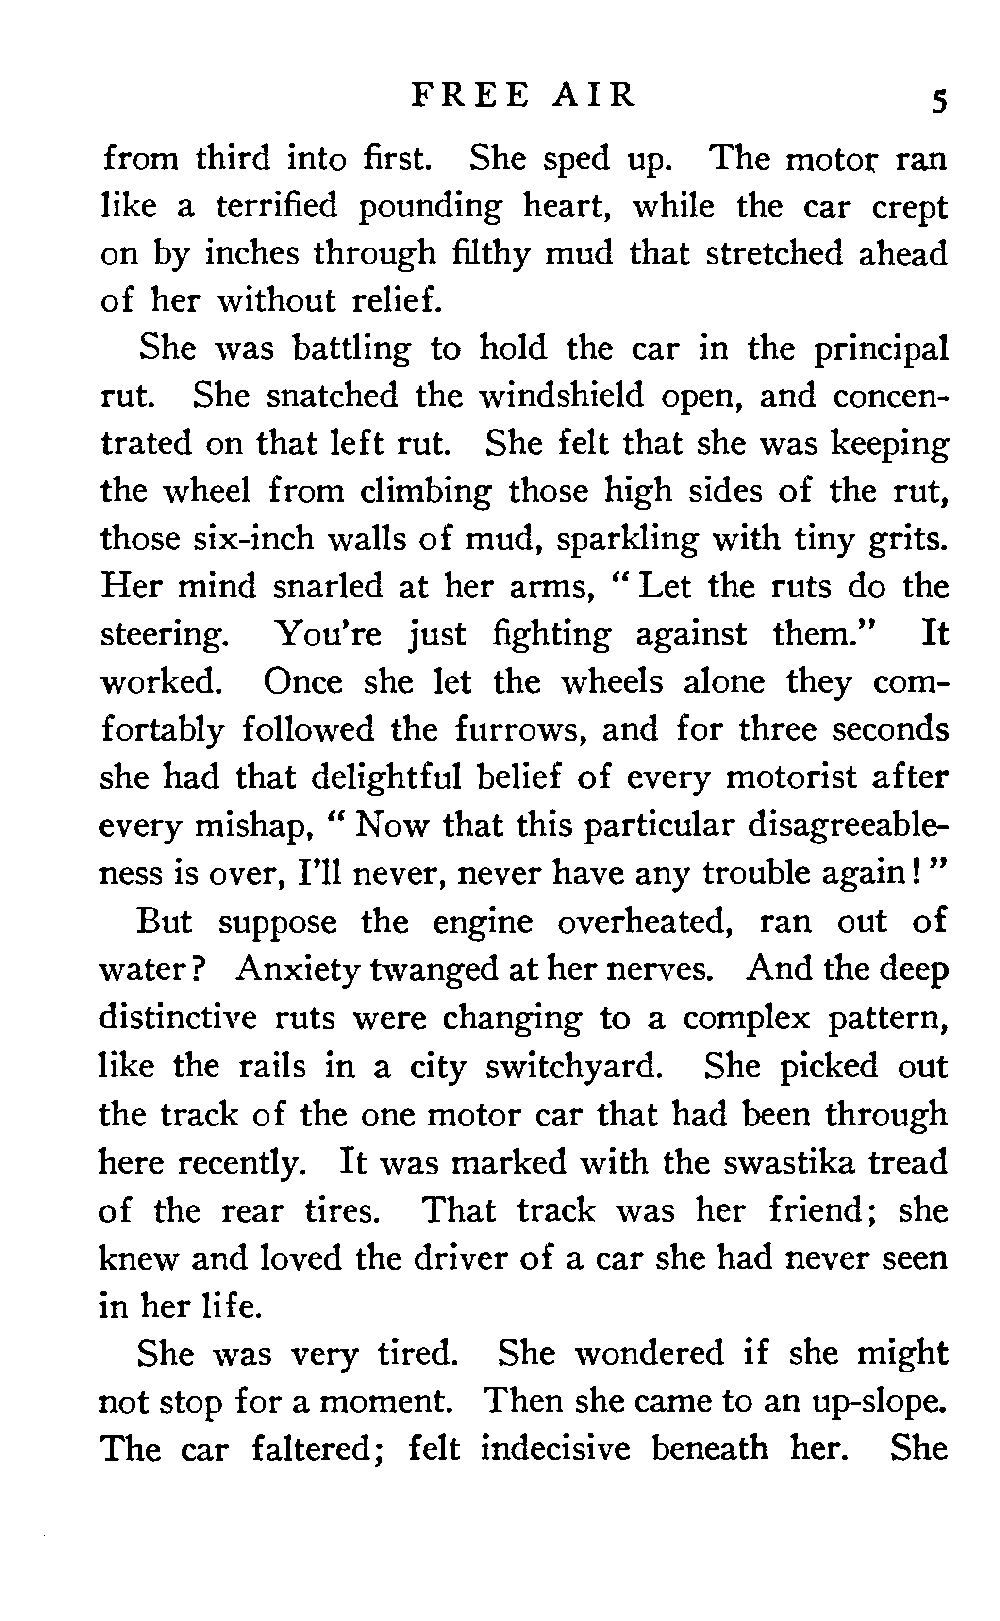 FREE AIR 5
from third into first. She sped up. The motor ran
like a terrified pounding heart, while the car crept
on by inches through filthy mud that stretched ahead
of her without relief.
She was battling to hold the car in the principal
rut. She snatched the windshield open, and concen-
trated on that left rut. She felt that she was keeping
the wheel from climbing those high sides of the rut,
those six-inch walls of mud, sparkling with tiny grits.
Her mind snarled at her arms, “ Let the ruts do the
steering. You’re just fighting against them.” It
worked. Once she let the wheels alone they com-
fortably followed the furrows, and for three seconds
she had that delightful belief of every motorist after
every mishap, “ Now that this particular disagreeable-
ness is over, I’ll never, never have any trouble again! ”
But suppose the engine overheated, ran out of
water? Anxiety twanged at her nerves. And the deep
distinctive ruts were changing to a complex pattern,
like the rails in a city switchyard. She picked out
the track of the one motor car that had been through
here recently. It was marked with the swastika tread
of the rear tires. That track was her friend; she
knew and loved the driver of a car she had never seen
in her life.
She was very tired. She wondered if she might
not stop for a moment. Then she came to an up-slope.
The car faltered; felt indecisive beneath her. She